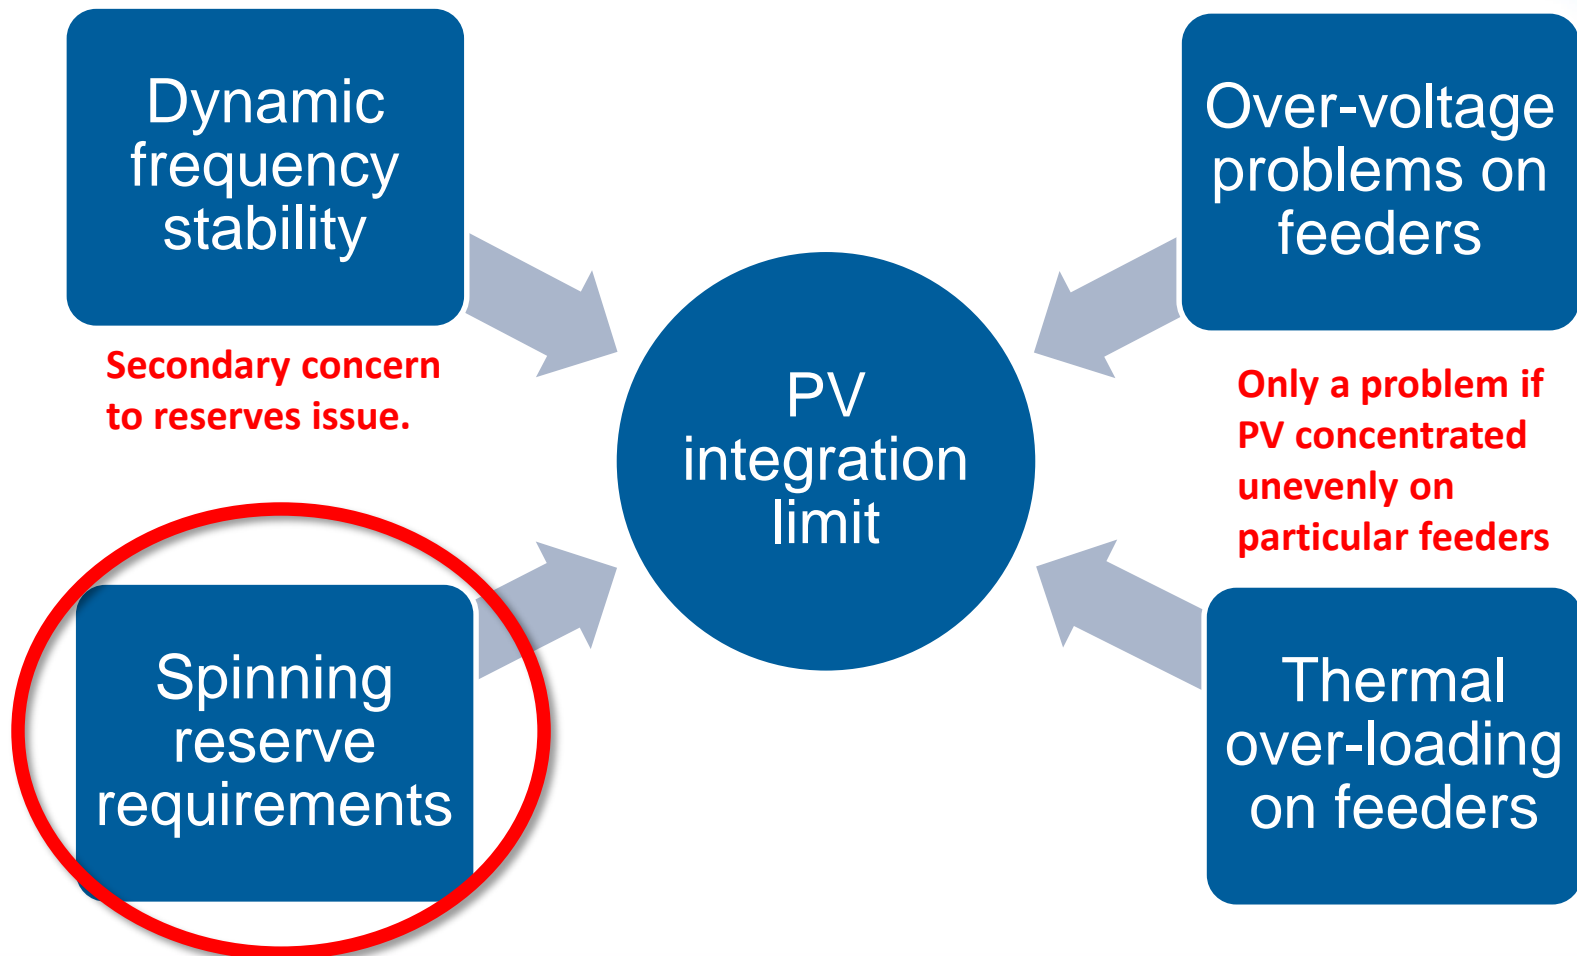 Dynamic
frequency
stability
Secondary concern
to reserves issue.
Spinning
reserve
requirements
PV
integration
limit
Over-voltage
problems on
feeders
Only a problem if
PV concentrated
unevenly on
particular feeders
Thermal
over-loading
on feeders